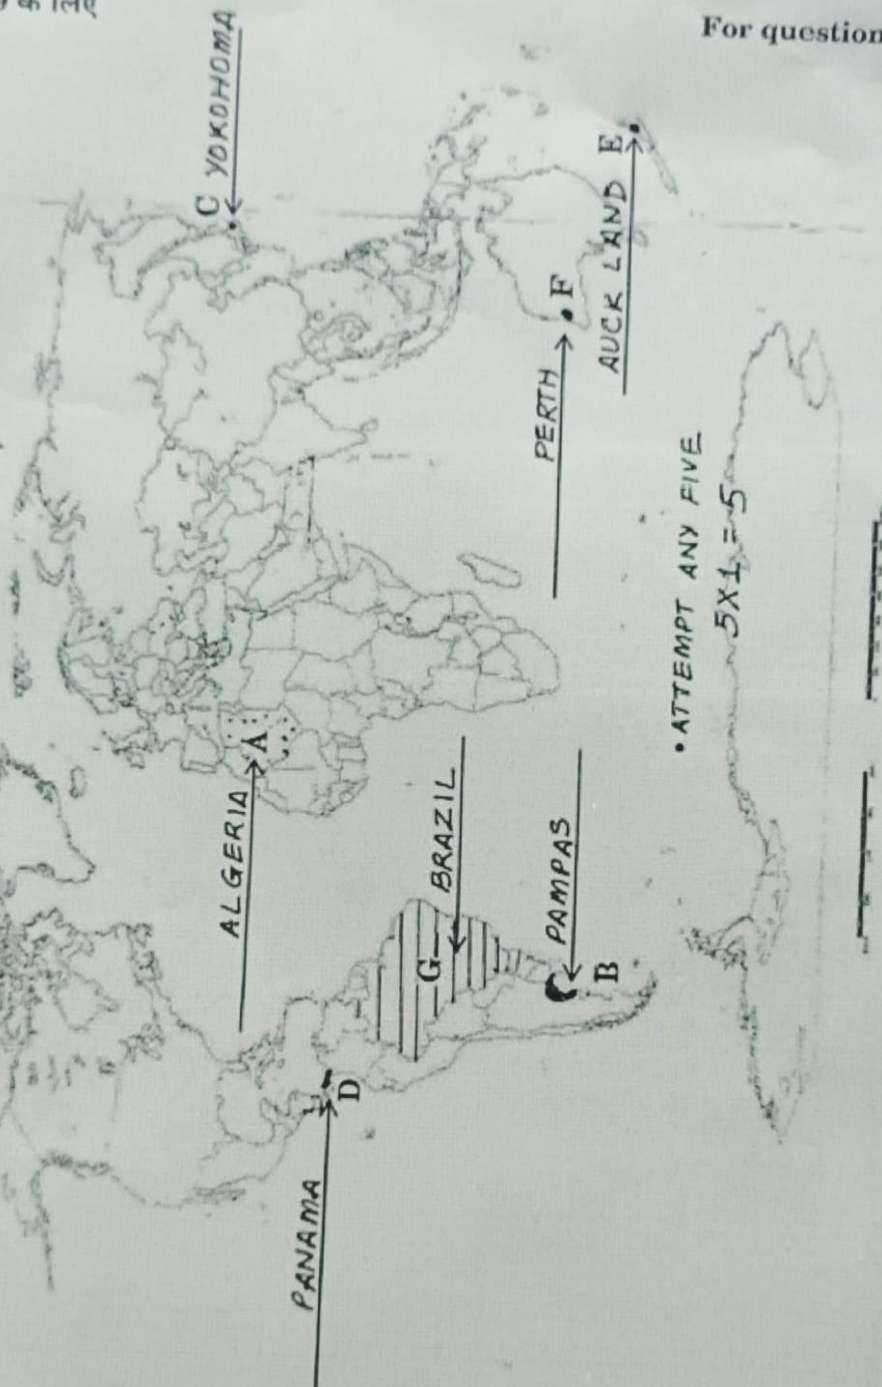 के लिए
For question
C YOKOHOMA
PERTH
F
AUCK LAND E
ALGERIA
A
BRAZIL
G
PAMPAS
B
PANAMA
D
• ATTEMPT ANY FIVE
5X1 = 5